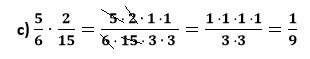 c) 5/6 · 2/15 = 5 · 2 · 1 · 1 / 6 · 15 · 3 · 3 = 1 · 1 · 1 · 1 / 3 · 3 = 1/9